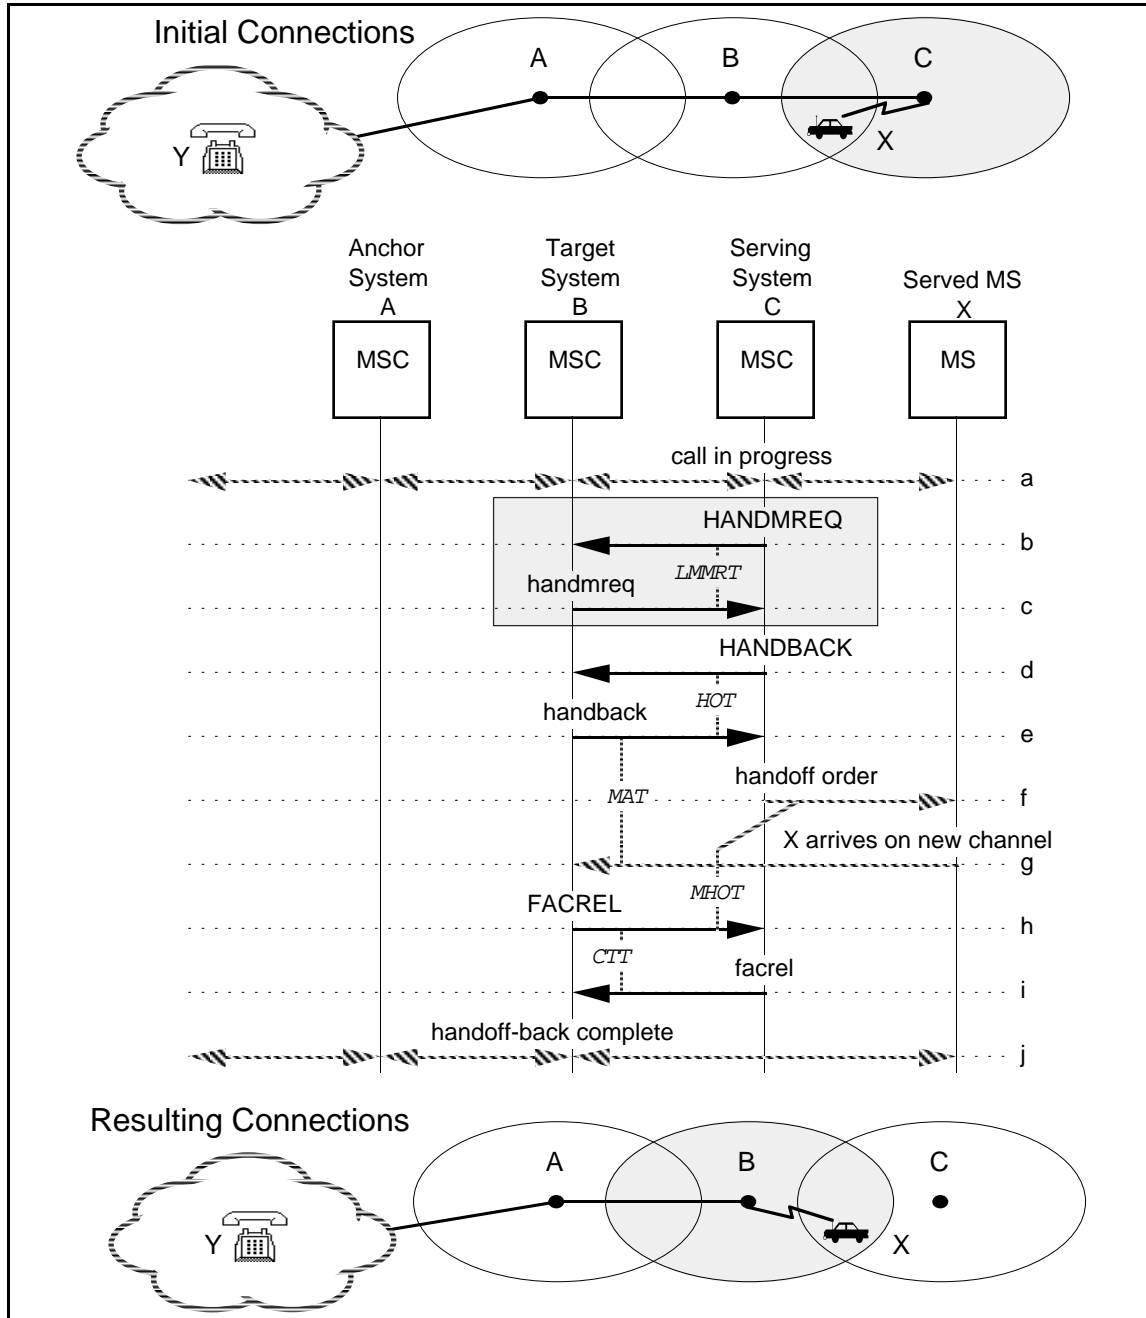 Initial Connections
A
B
C
Y
X
Anchor
System
A
Target
System
B
Serving
System
C
Served MS
X
MSC
MSC
MSC
MS
call in progress
a
HANDMREQ
b
LMMRT
handmreq
c
HANDBACK
d
HOT
handback
e
handoff order
MAT
f
X arrives on new channel
g
MHOT
FACREL
h
CTT
facrel
i
handoff-back complete
j
Resulting Connections
A
B
C
Y
X